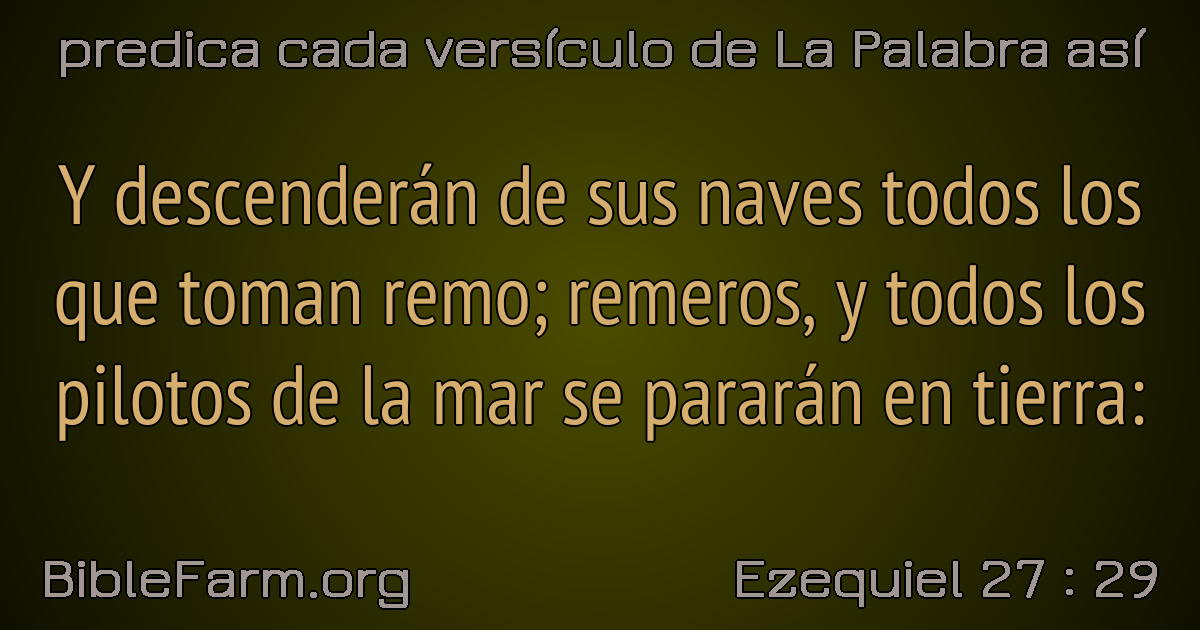 predica cada versículo de La Palabra así
Y descenderán de sus naves todos los
que toman remo; remeros, y todos los
pilotos de la mar se pararán en tierra:
BibleFarm.org
Ezequiel 27 : 29